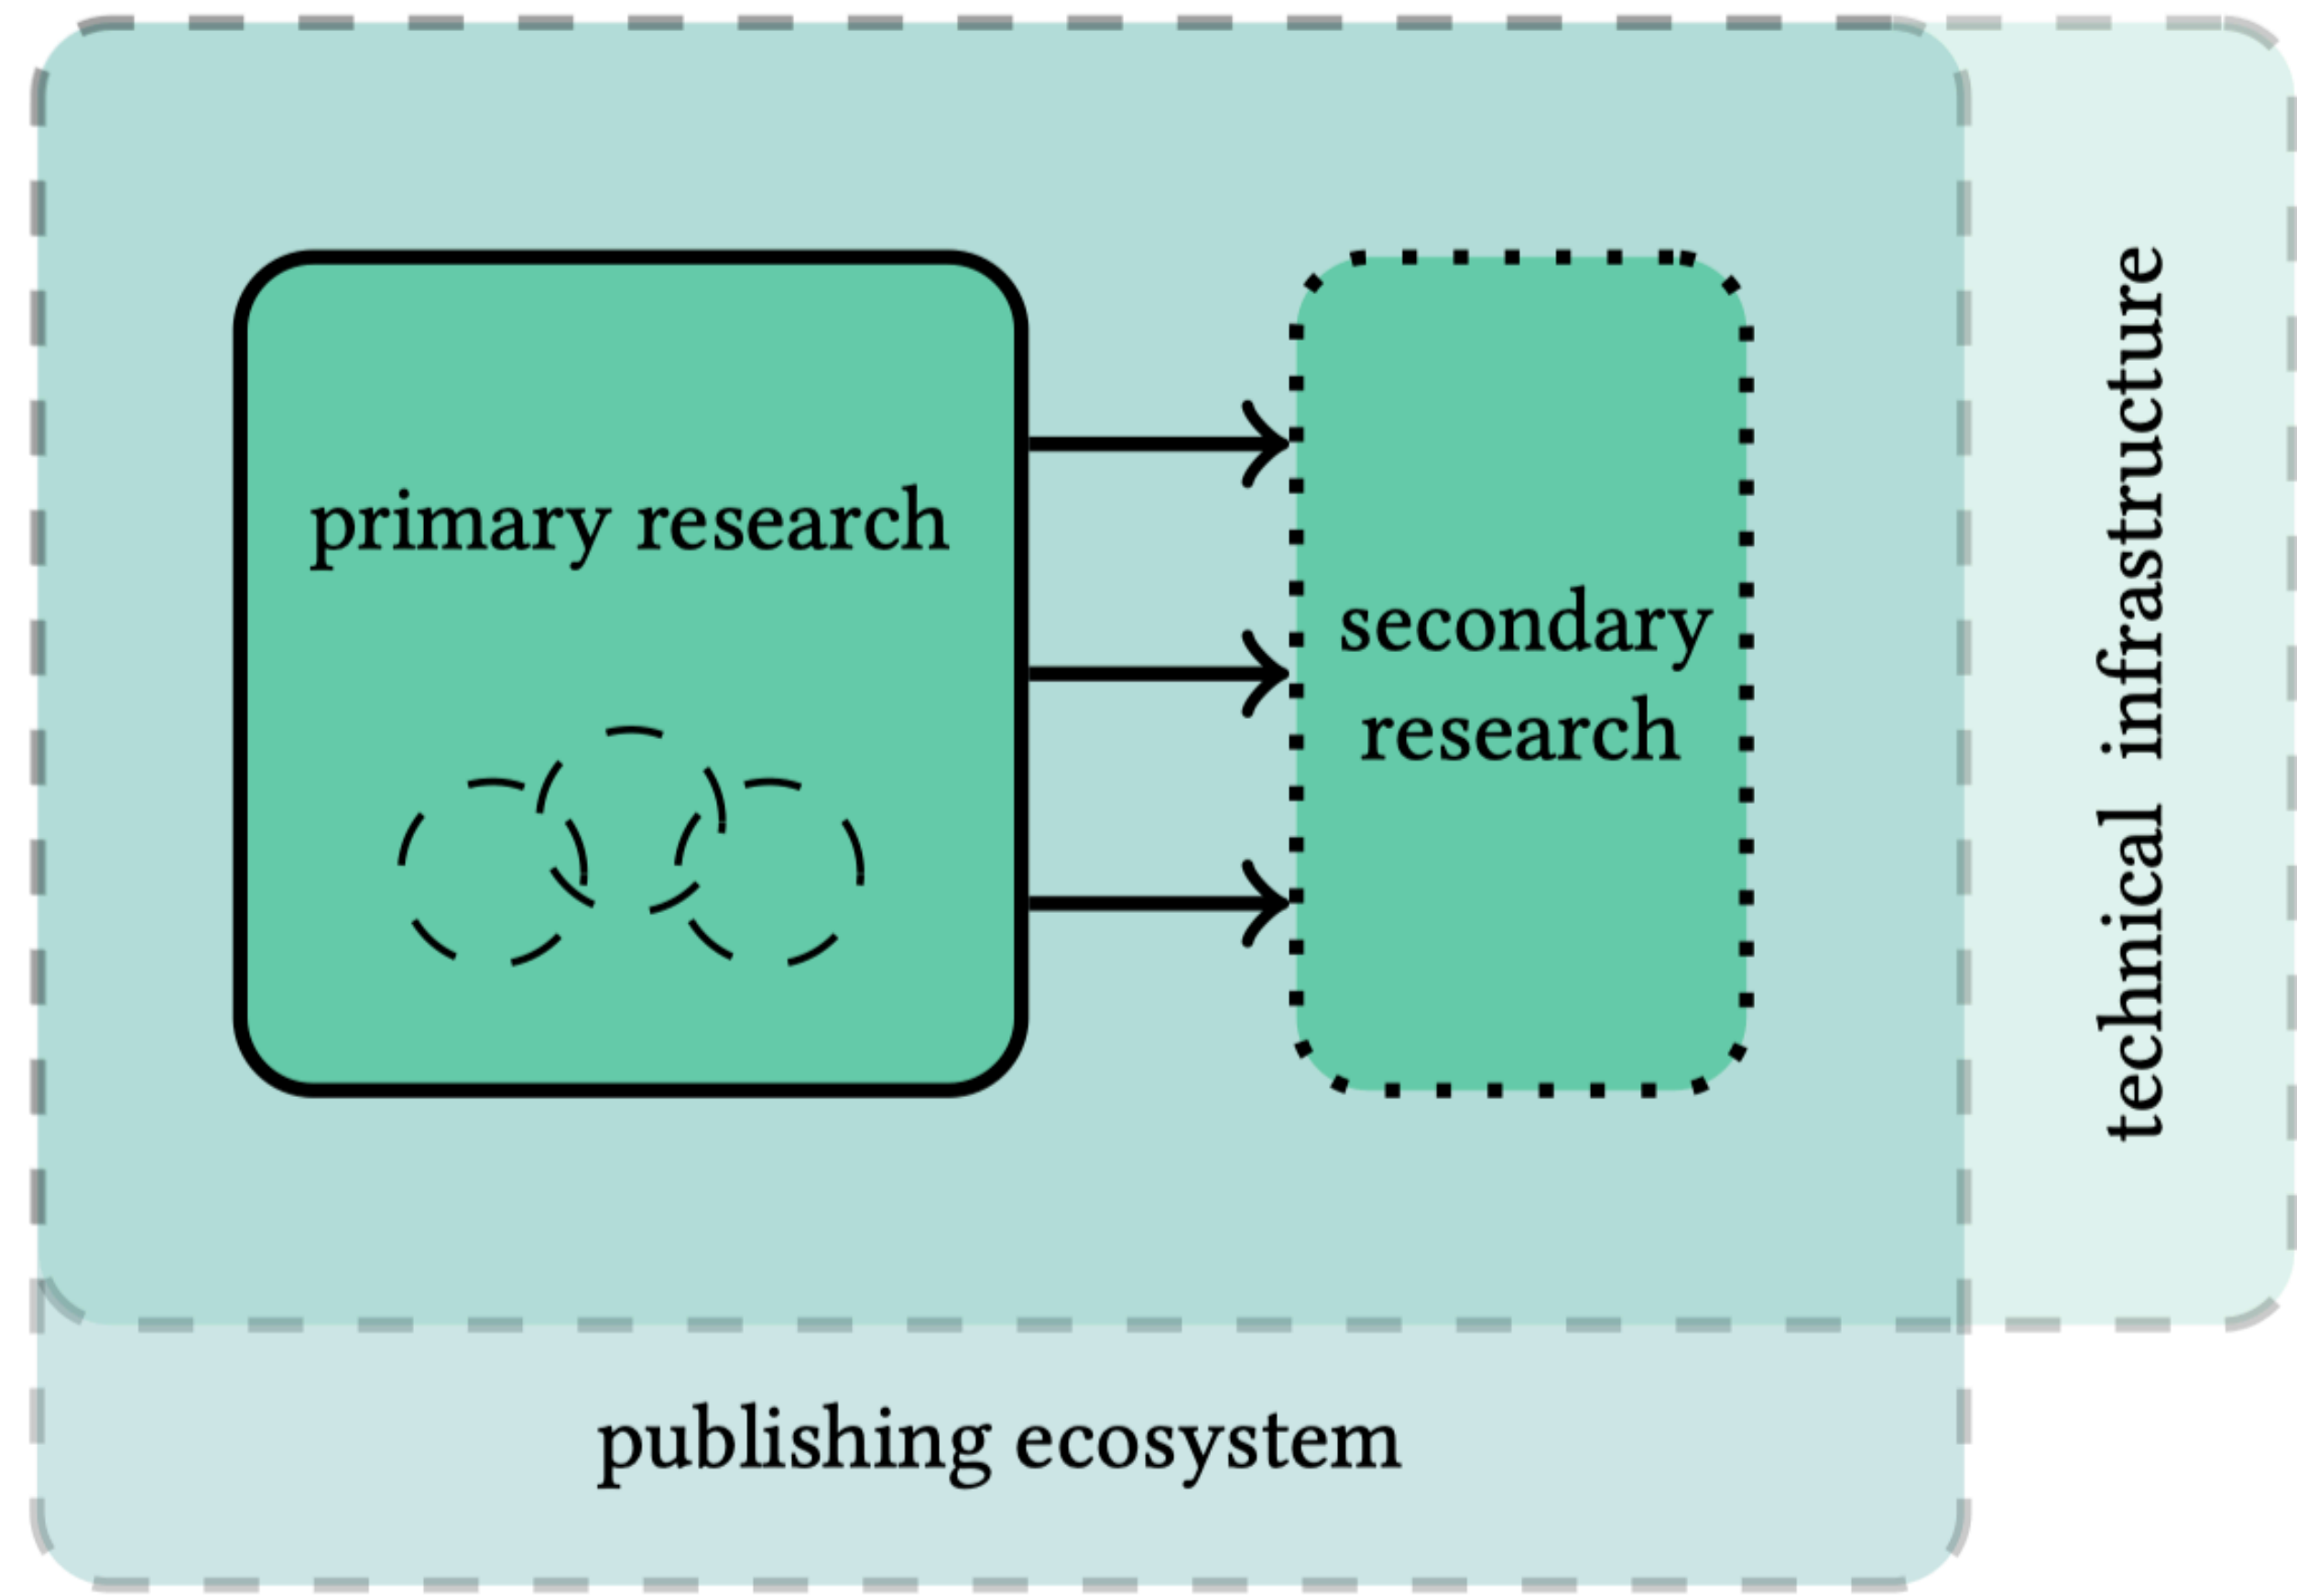 primary research
secondary
research
technical infrastructure
publishing ecosystem